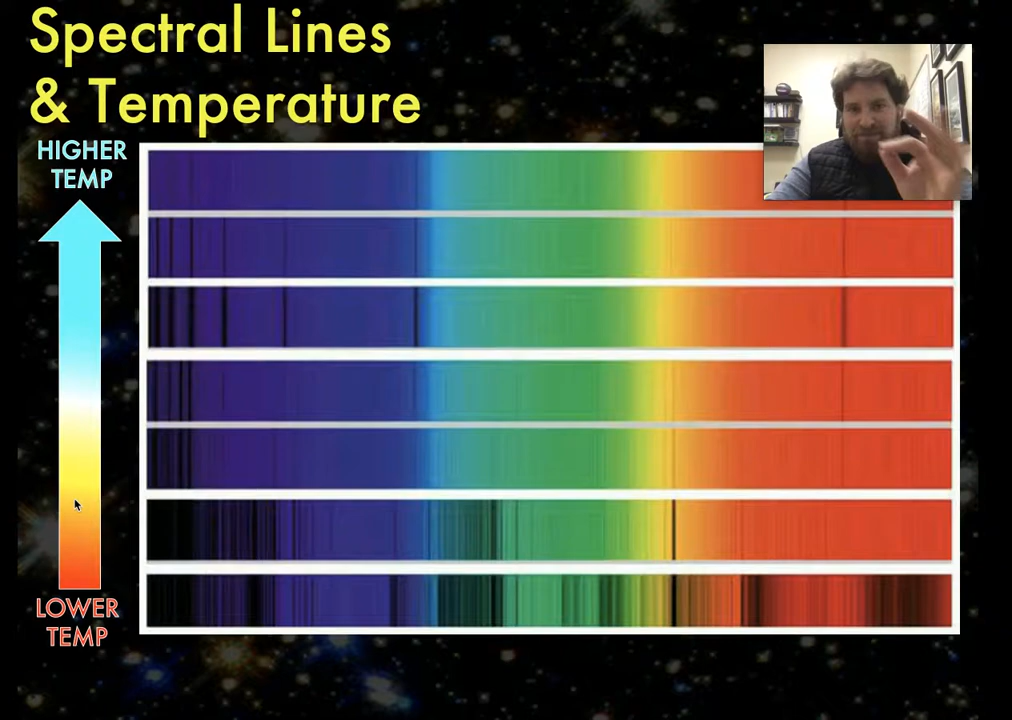 Spectral Lines
& Temperature
HIGHER
TEMP
LOWER
TEMP